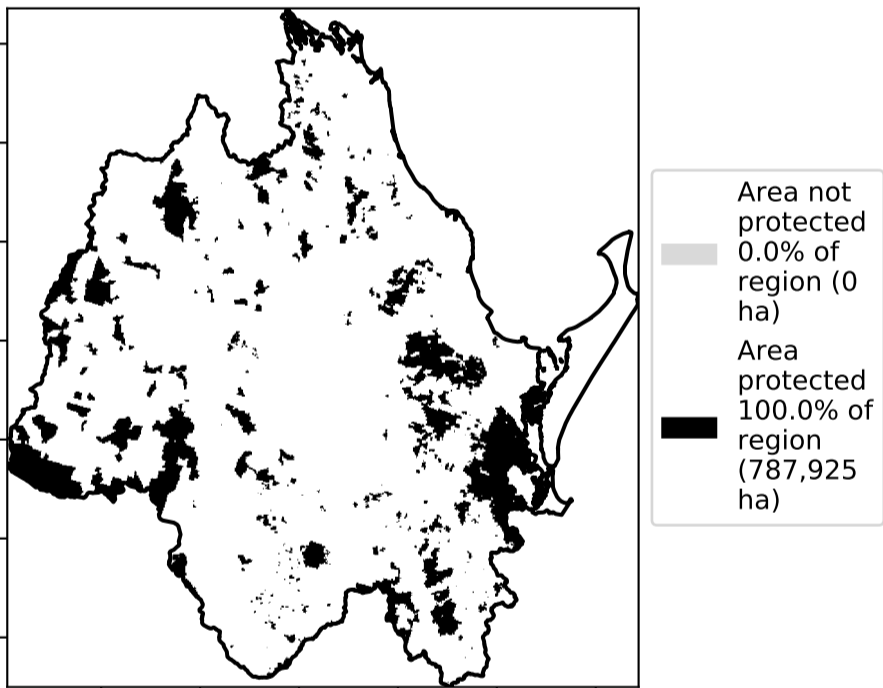 Area not
protected
0.0% of
region (0
ha)
Area
protected
100.0% of
region
(787,925
ha)